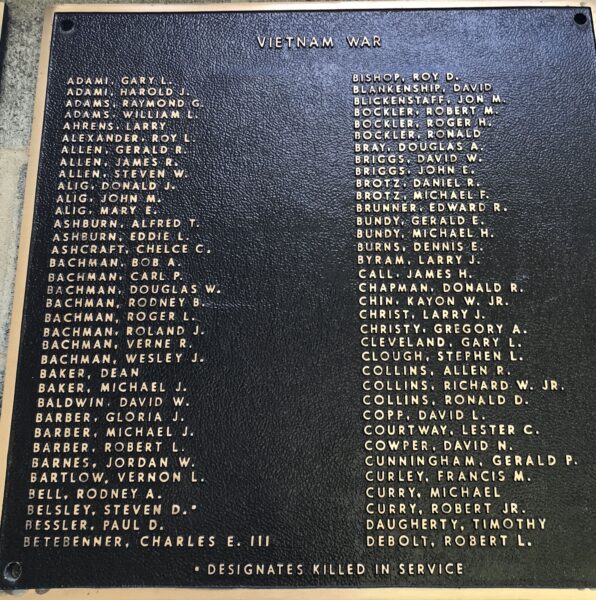 VIETNAM WAR
ADAMI, GARY L.
ADAMI, HAROLD J.
ADAMS, RAYMOND G.
ADAMS, WILLIAM L.
AHRENS, LARRY
ALEXANDER, ROY L.
ALLEN, GERALD R.
ALLEN, JAMES R.
ALLEN, STEVEN W.
ALIG, DONALD J.
ALIG, JOHN M.
ALIG, MARY E.
ASHBURN, ALFRED T.
ASHBURN, EDDIE L.
ASHCRAFT, CHELCE C.
BACHMAN, BOB A.
BACHMAN, CARL P.
BACHMAN, DOUGLAS W.
BACHMAN, RODNEY B.
BACHMAN, ROGER L.
BACHMAN, ROLAND J.
BACHMAN, VERNE R.
BACHMAN, WESLEY J.
BAKER, DEAN
BAKER, MICHAEL J.
BALDWIN, DAVID W.
BARBER, GLORIA J.
BARBER, MICHAEL J.
BARBER, ROBERT L.
BARNES, JORDAN W.
BARTLOW, VERNON L.
BELL, RODNEY A.
BELSLEY, STEVEN D.*
BESSLER, PAUL D.
BETEBENNER, CHARLES E. III
BISHOP, ROY D.
BLANKENSHIP, DAVID
BLICKENSTAFF, JON M.
BOCKLER, ROBERT M.
BOCKLER, ROGER H.
BOCKLER, RONALD
BRAY, DOUGLAS A.
BRIGGS, DAVID W.
BRIGGS, JOHN E.
BROTZ, DANIEL R.
BROTZ, MICHAEL F.
BRUNNER, EDWARD R.
BUNDY, GERALD E.
BUNDY, MICHAEL H.
BURNS, DENNIS E.
BYRAM, LARRY J.
CALL, JAMES H.
CHAPMAN, DONALD R.
CHIN, KAYON W. JR.
CHRIST, LARRY J.
CHRISTY, GREGORY A.
CLEVELAND, GARY L.
CLOUGH, STEPHEN L.
COLLINS, ALLEN R.
COLLINS, RICHARD W. JR.
COLLINS, RONALD D.
COPP, DAVID L.
COURTWAY, LESTER C.
COWPER, DAVID N.
CUNNINGHAM, GERALD P.
CURLEY, FRANCIS M.
CURRY, MICHAEL
CURRY, ROBERT JR.
DAUGHERTY, TIMOTHY
DEBOLT, ROBERT L.
* DESIGNATES KILLED IN SERVICE